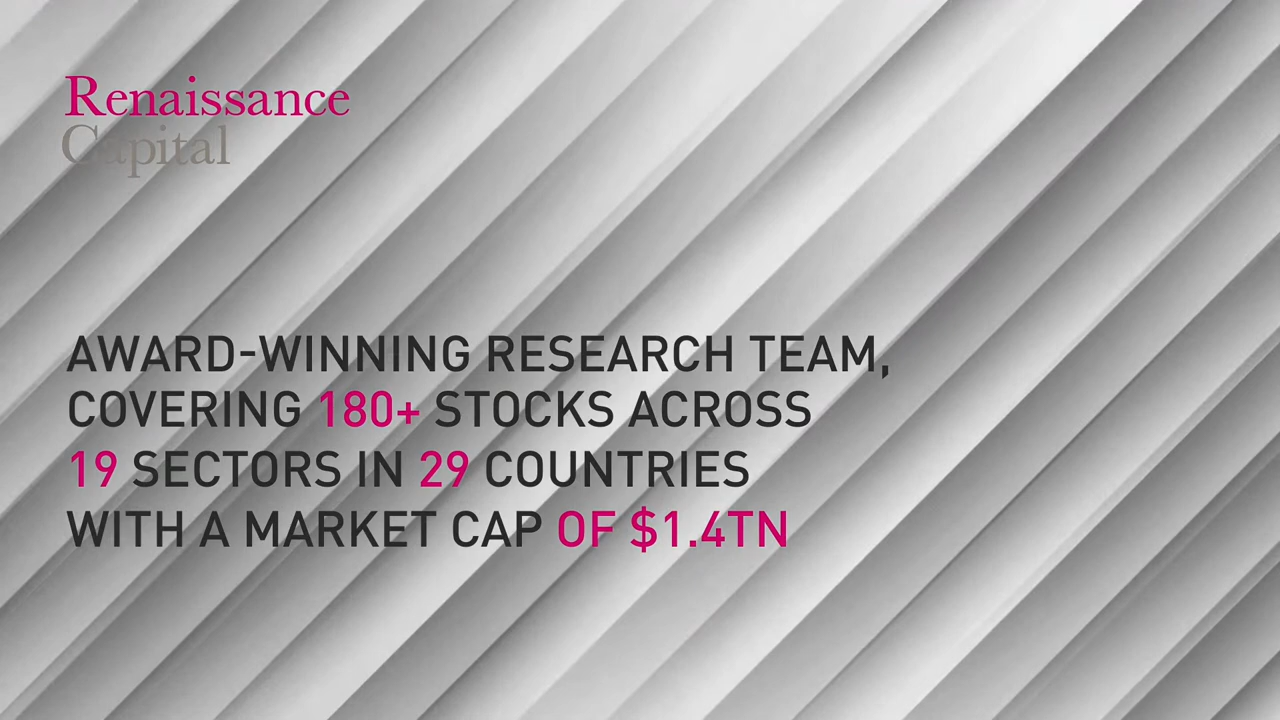 Renaissance
Capital
AWARD-WINNING RESEARCH TEAM,
COVERING 180+ STOCKS ACROSS
19 SECTORS IN 29 COUNTRIES
WITH A MARKET CAP OF $1.4TN